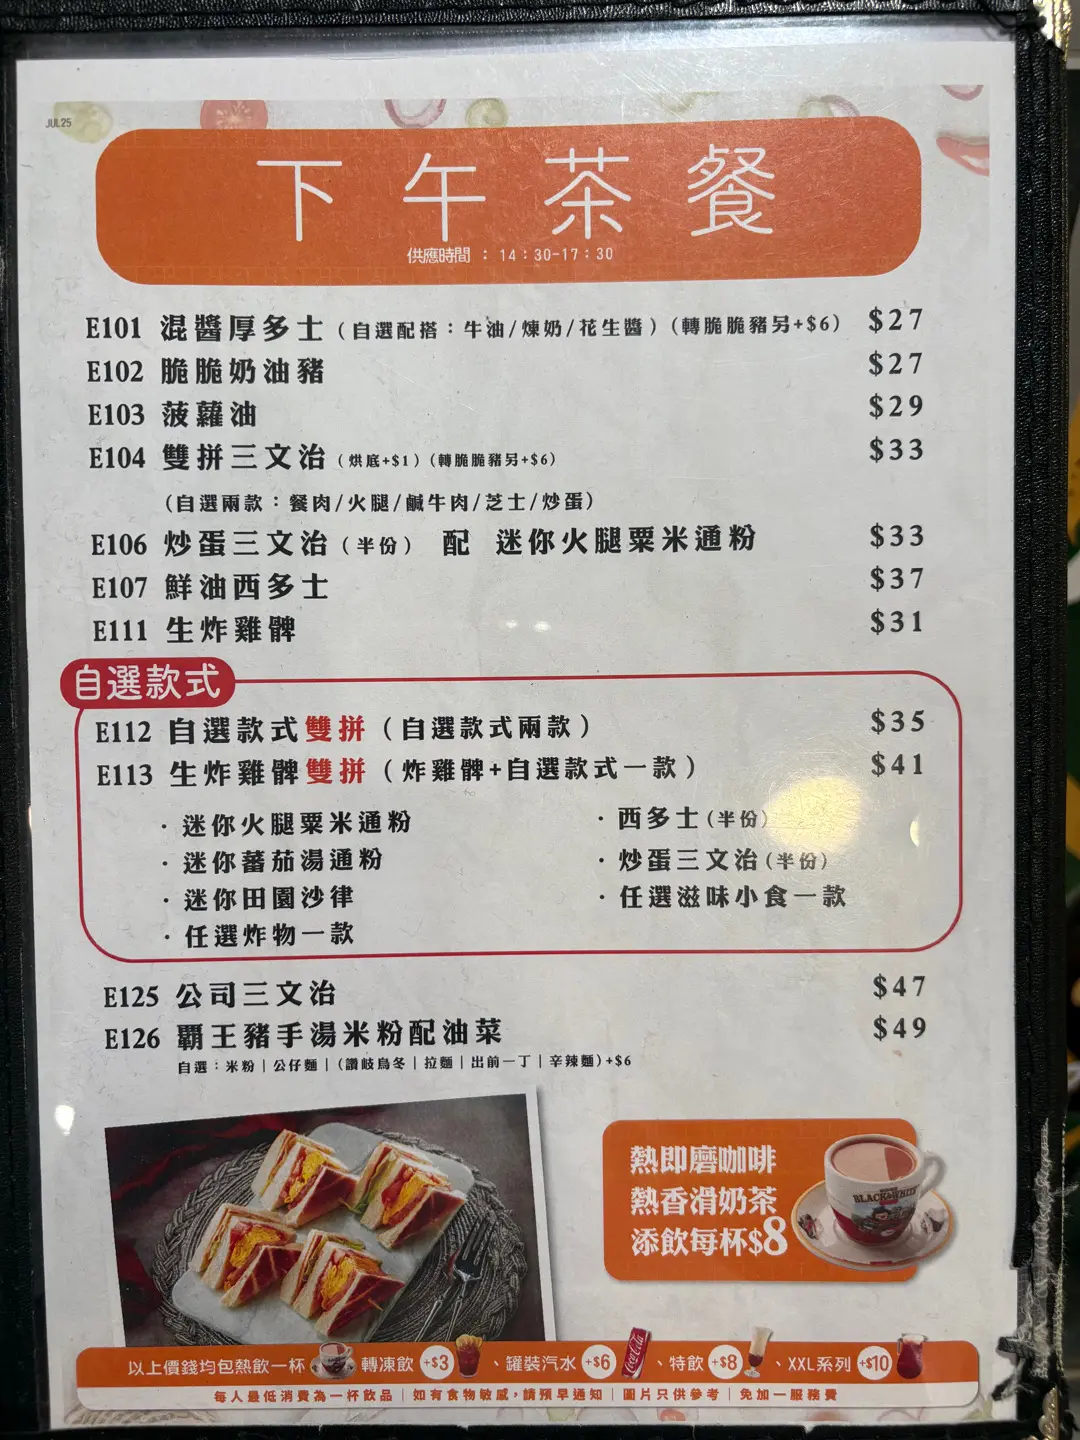 JUL25
下午茶餐
供應時間 : 14:30-17:30
E101 混醬厚多士 (自選配搭:牛油/煉奶/花生醬) (轉脆脆豬另+$6) $27
E102 脆脆奶油豬 $27
E103 菠蘿油 $29
E104 雙拼三文治 (烘底+$1) (轉脆脆豬另+$6) $33
(自選兩款:餐肉/火腿/鹹牛肉/芝士/炒蛋)
E106 炒蛋三文治 (半份) 配 迷你火腿粟米通粉 $33
E107 鮮油西多士 $37
E111 生炸雞髀 $31
自選款式
E112 自選款式雙拼 (自選款式兩款) $35
E113 生炸雞髀雙拼 (炸雞髀+自選款式一款) $41
· 迷你火腿粟米通粉
· 迷你蕃茄湯通粉
· 迷你田園沙律
· 任選炸物一款
· 西多士 (半份)
· 炒蛋三文治 (半份)
· 任選滋味小食一款
E125 公司三文治 $47
E126 霸王豬手湯米粉配油菜 $49
自選:米粉|公仔麵|(讚岐烏冬|拉麵|出前一丁|辛辣麵)+$6
熱即磨咖啡
熱香滑奶茶
添飲每杯$8
BLACK&WHITE
以上價錢均包熱飲一杯 轉凍飲 +$3 、罐裝汽水 +$6 Coca-Cola 、特飲 +$8 、XXL系列 +$10
每人最低消費為一杯飲品|如有食物敏感,請預早通知|圖片只供參考|免加一服務費